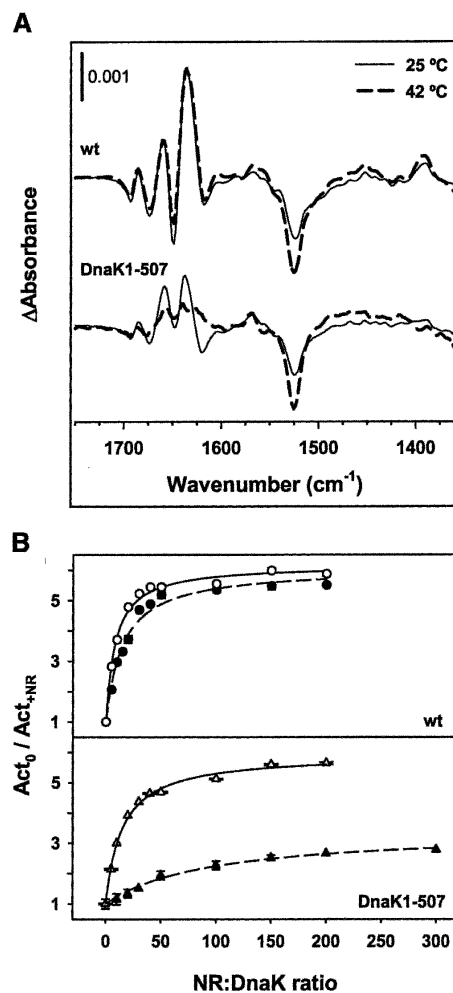 A
0.001
25 ºC
42 ºC
wt
DnaK1-507
ΔAbsorbance
1700 1600 1500 1400
Wavenumber (cm-1)
B
5
3
1
wt
Act0 / Act+NR
5
3
1
DnaK1-507
0 50 100 150 200 250 300
NR:DnaK ratio